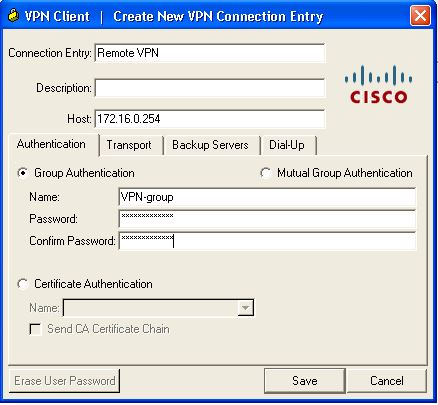 VPN Client | Create New VPN Connection Entry
Connection Entry: Remote VPN
Description:
Host: 172.16.0.254
CISCO
Authentication Transport Backup Servers Dial-Up
Group Authentication Mutual Group Authentication
Name: VPN-group
Password: *************
Confirm Password: *************
Certificate Authentication
Name:
Send CA Certificate Chain
Erase User Password Save Cancel